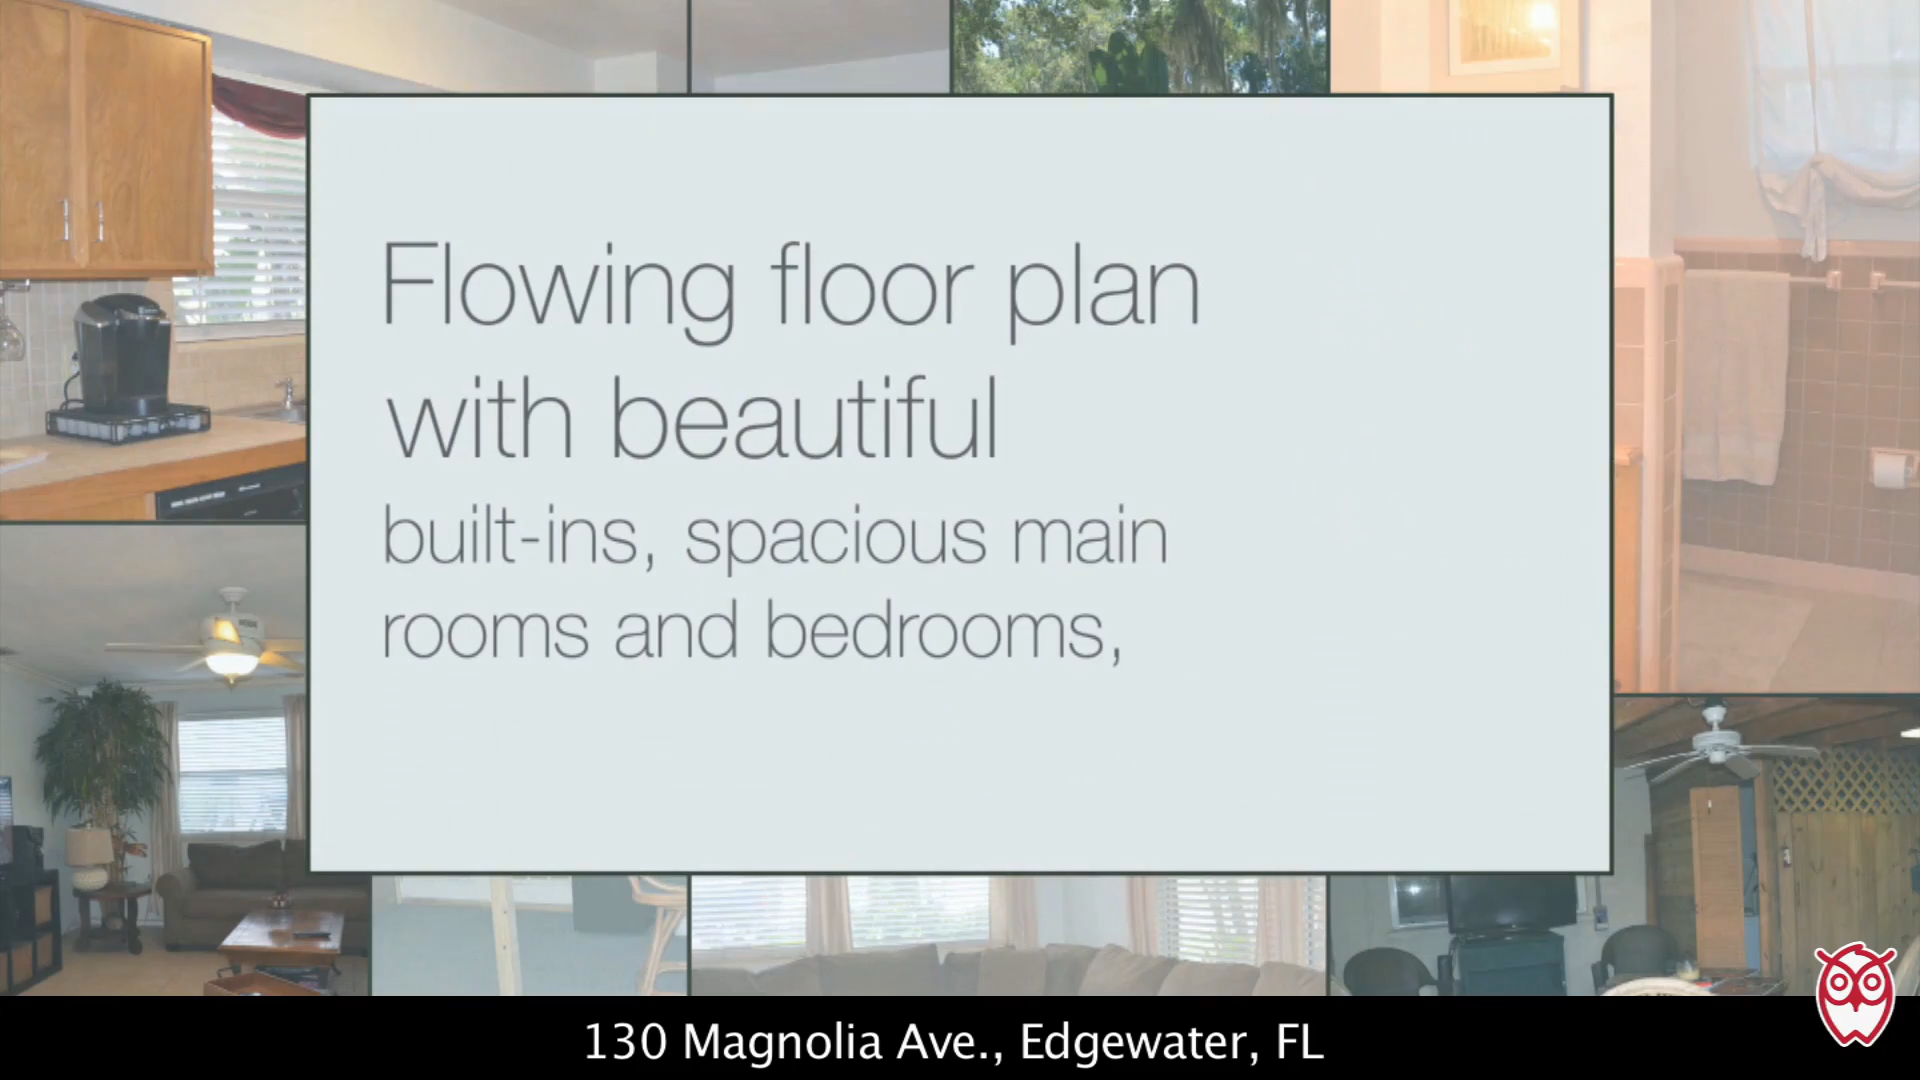 Flowing floor plan
with beautiful
built-ins, spacious main
rooms and bedrooms,
130 Magnolia Ave., Edgewater, FL